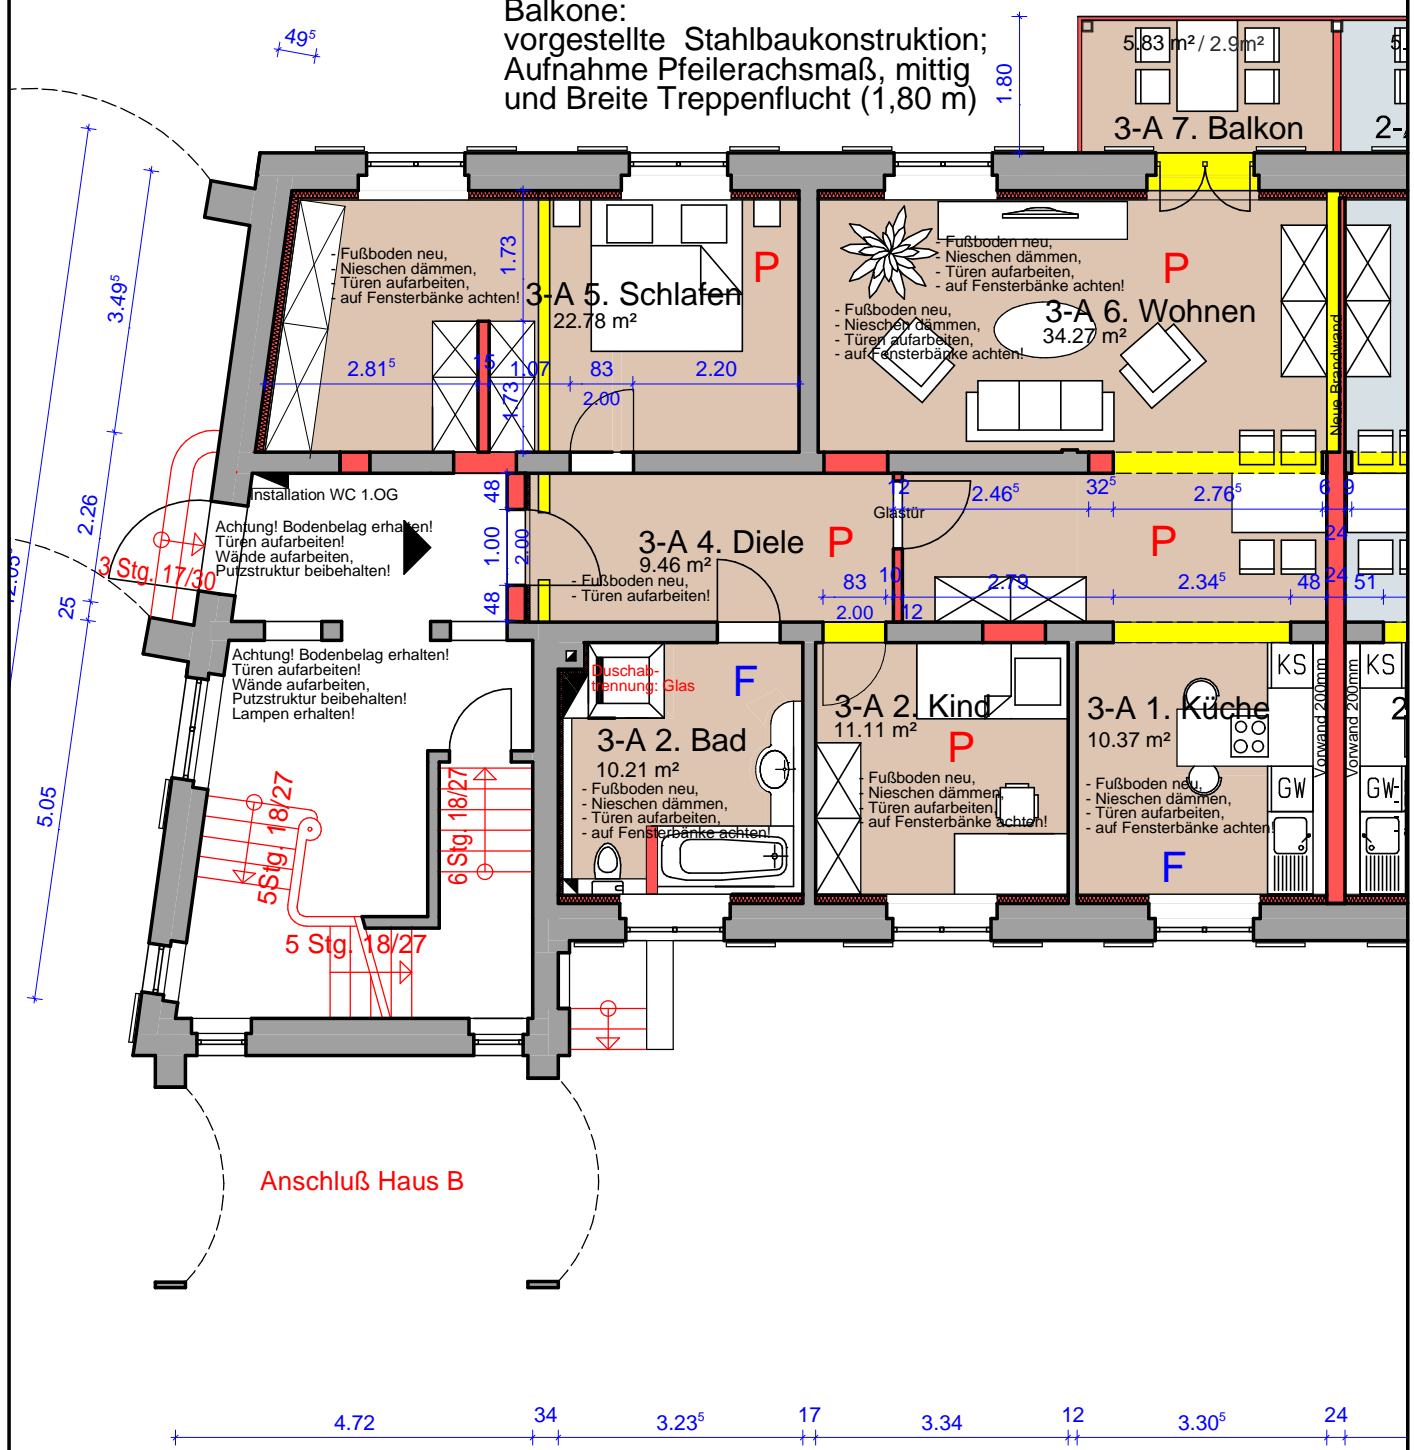 Balkone:
vorgestellte Stahlbaukonstruktion;
Aufnahme Pfeilerachsmaß, mittig
und Breite Treppenflucht (1,80 m)
49⁵
1.80
5.83 m² / 2.9m²
5.
3-A 7. Balkon
2-
3.49⁵
2.26
25
5.05
- Fußboden neu,
- Nieschen dämmen,
- Türen aufarbeiten,
- auf Fensterbänke achten!
1.73
P
3-A 5. Schlafen
22.78 m²
2.81⁵
15
1.07
83
2.00
2.20
1.73
- Fußboden neu,
- Nieschen dämmen,
- Türen aufarbeiten,
- auf Fensterbänke achten!
P
3-A 6. Wohnen
34.27 m²
- Fußboden neu,
- Nieschen dämmen,
- Türen aufarbeiten,
- auf Fensterbänke achten!
Neue Brandwand
Installation WC 1.OG
Achtung! Bodenbelag erhalten!
Türen aufarbeiten!
Wände aufarbeiten,
Putzstruktur beibehalten!
3 Stg. 17/30
48
1.00
2.00
48
3-A 4. Diele
9.46 m²
- Fußboden neu,
- Türen aufarbeiten!
P
83
2.00
10
12
12
Glastür
2.46⁵
32⁵
2.76⁵
6
9
24
P
2.79
2.34⁵
48
24
51
Achtung! Bodenbelag erhalten!
Türen aufarbeiten!
Wände aufarbeiten,
Putzstruktur beibehalten!
Lampen erhalten!
5Stg. 18/27
6 Stg. 18/27
5 Stg. 18/27
Duschab-
trennung: Glas
F
3-A 2. Bad
10.21 m²
- Fußboden neu,
- Nieschen dämmen,
- Türen aufarbeiten,
- auf Fensterbänke achten!
3-A 2. Kind
11.11 m²
P
- Fußboden neu,
- Nieschen dämmen,
- Türen aufarbeiten,
- auf Fensterbänke achten!
3-A 1. Küche
10.37 m²
- Fußboden neu,
- Nieschen dämmen,
- Türen aufarbeiten,
- auf Fensterbänke achten!
F
KS
GW
Vorwand 200mm
Vorwand 200mm
KS
2
GW
Anschluß Haus B
4.72
34
3.23⁵
17
3.34
12
3.30⁵
24